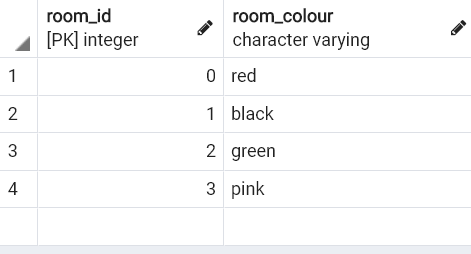 room_id room_colour
[PK] integer character varying
1 0 red
2 1 black
3 2 green
4 3 pink